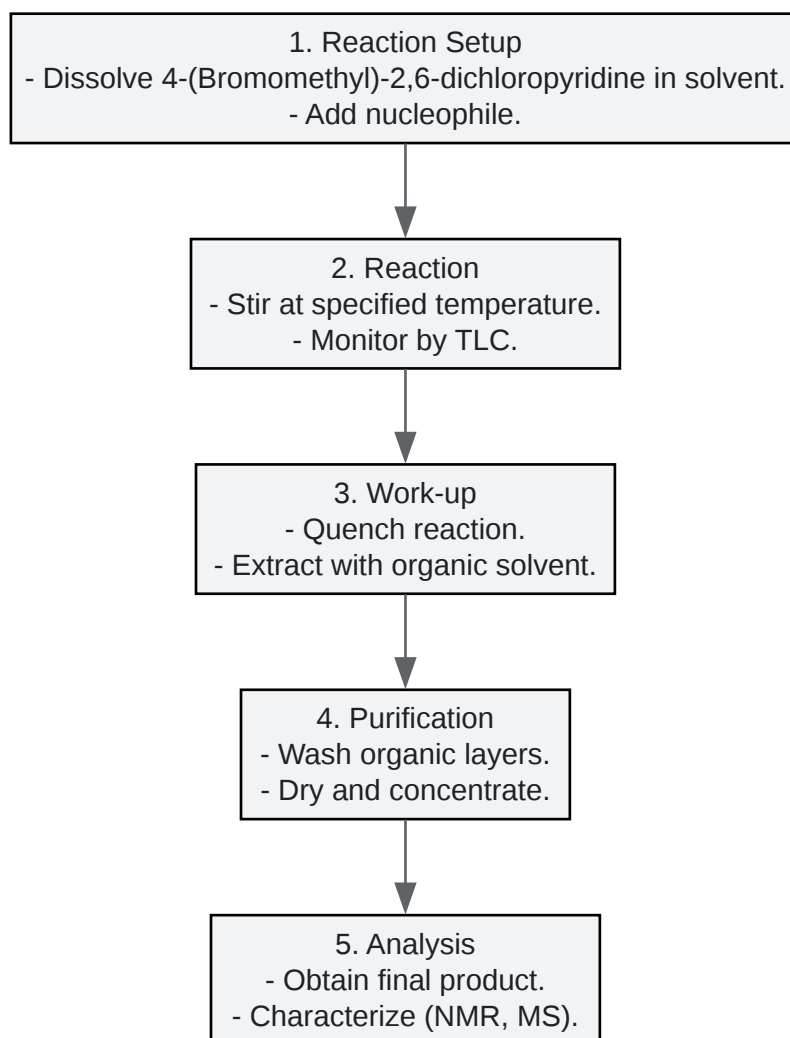 1. Reaction Setup
- Dissolve 4-(Bromomethyl)-2,6-dichloropyridine in solvent.
- Add nucleophile.
2. Reaction
- Stir at specified temperature.
- Monitor by TLC.
3. Work-up
- Quench reaction.
- Extract with organic solvent.
4. Purification
- Wash organic layers.
- Dry and concentrate.
5. Analysis
- Obtain final product.
- Characterize (NMR, MS).